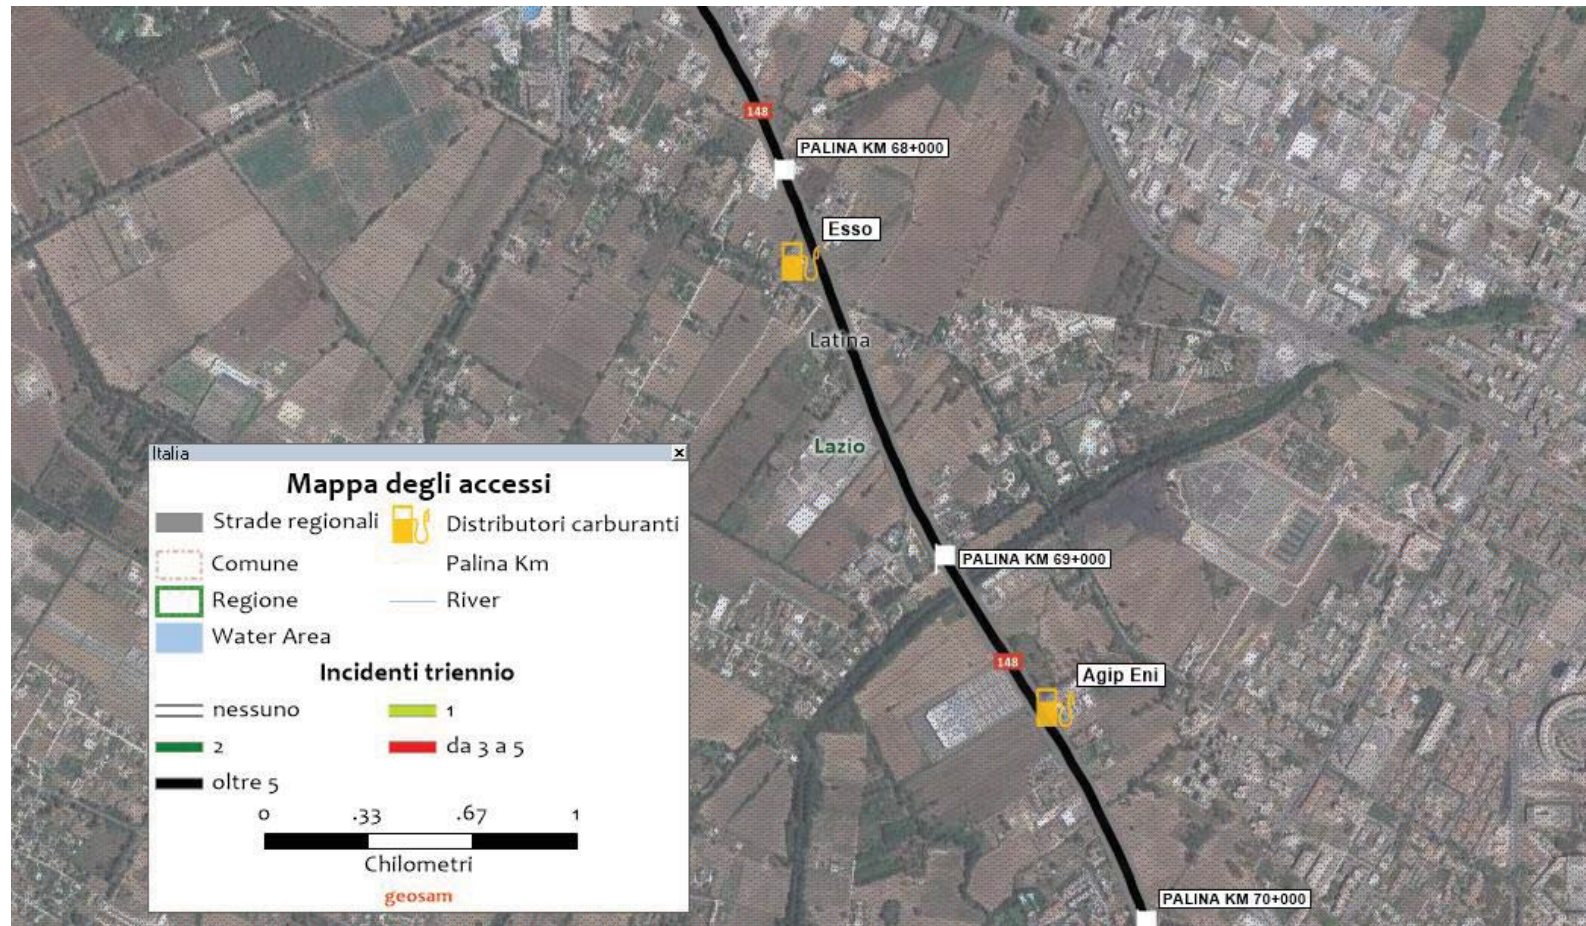 148
PALINA KM 68+000
Esso
Latina
Lazio
PALINA KM 69+000
148
Agip Eni
PALINA KM 70+000
Italia
Mappa degli accessi
Strade regionali
Distributori carburanti
Comune
Palina Km
Regione
River
Water Area
Incidenti triennio
nessuno
1
2
da 3 a 5
oltre 5
0 .33 .67 1
Chilometri
geosam